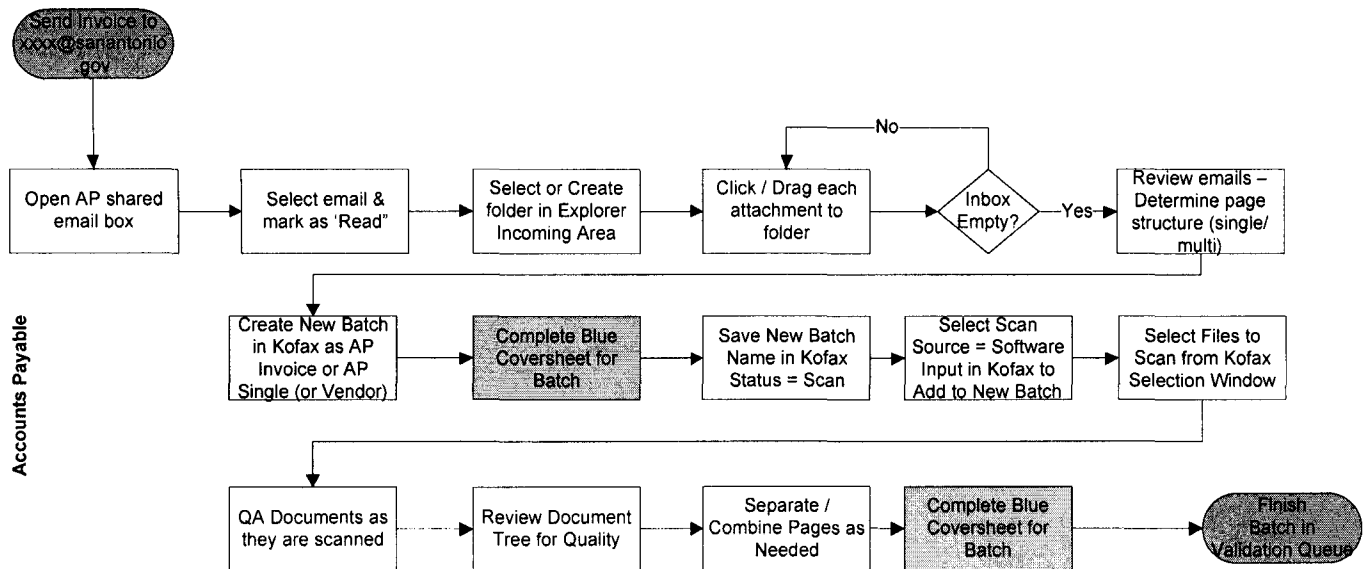 Send Invoice to
xxxx@sanantonio
.gov
No
Open AP shared
email box
Select email &
mark as ‘Read”
Select or Create
folder in Explorer
Incoming Area
Click / Drag each
attachment to
folder
Inbox
Empty?
Yes
Review emails –
Determine page
structure (single/
multi)
Accounts Payable
Create New Batch
in Kofax as AP
Invoice or AP
Single (or Vendor)
Complete Blue
Coversheet for
Batch
Save New Batch
Name in Kofax
Status = Scan
Select Scan
Source = Software
Input in Kofax to
Add to New Batch
Select Files to
Scan from Kofax
Selection Window
QA Documents as
they are scanned
Review Document
Tree for Quality
Separate /
Combine Pages as
Needed
Complete Blue
Coversheet for
Batch
Finish
Batch in
Validation Queue